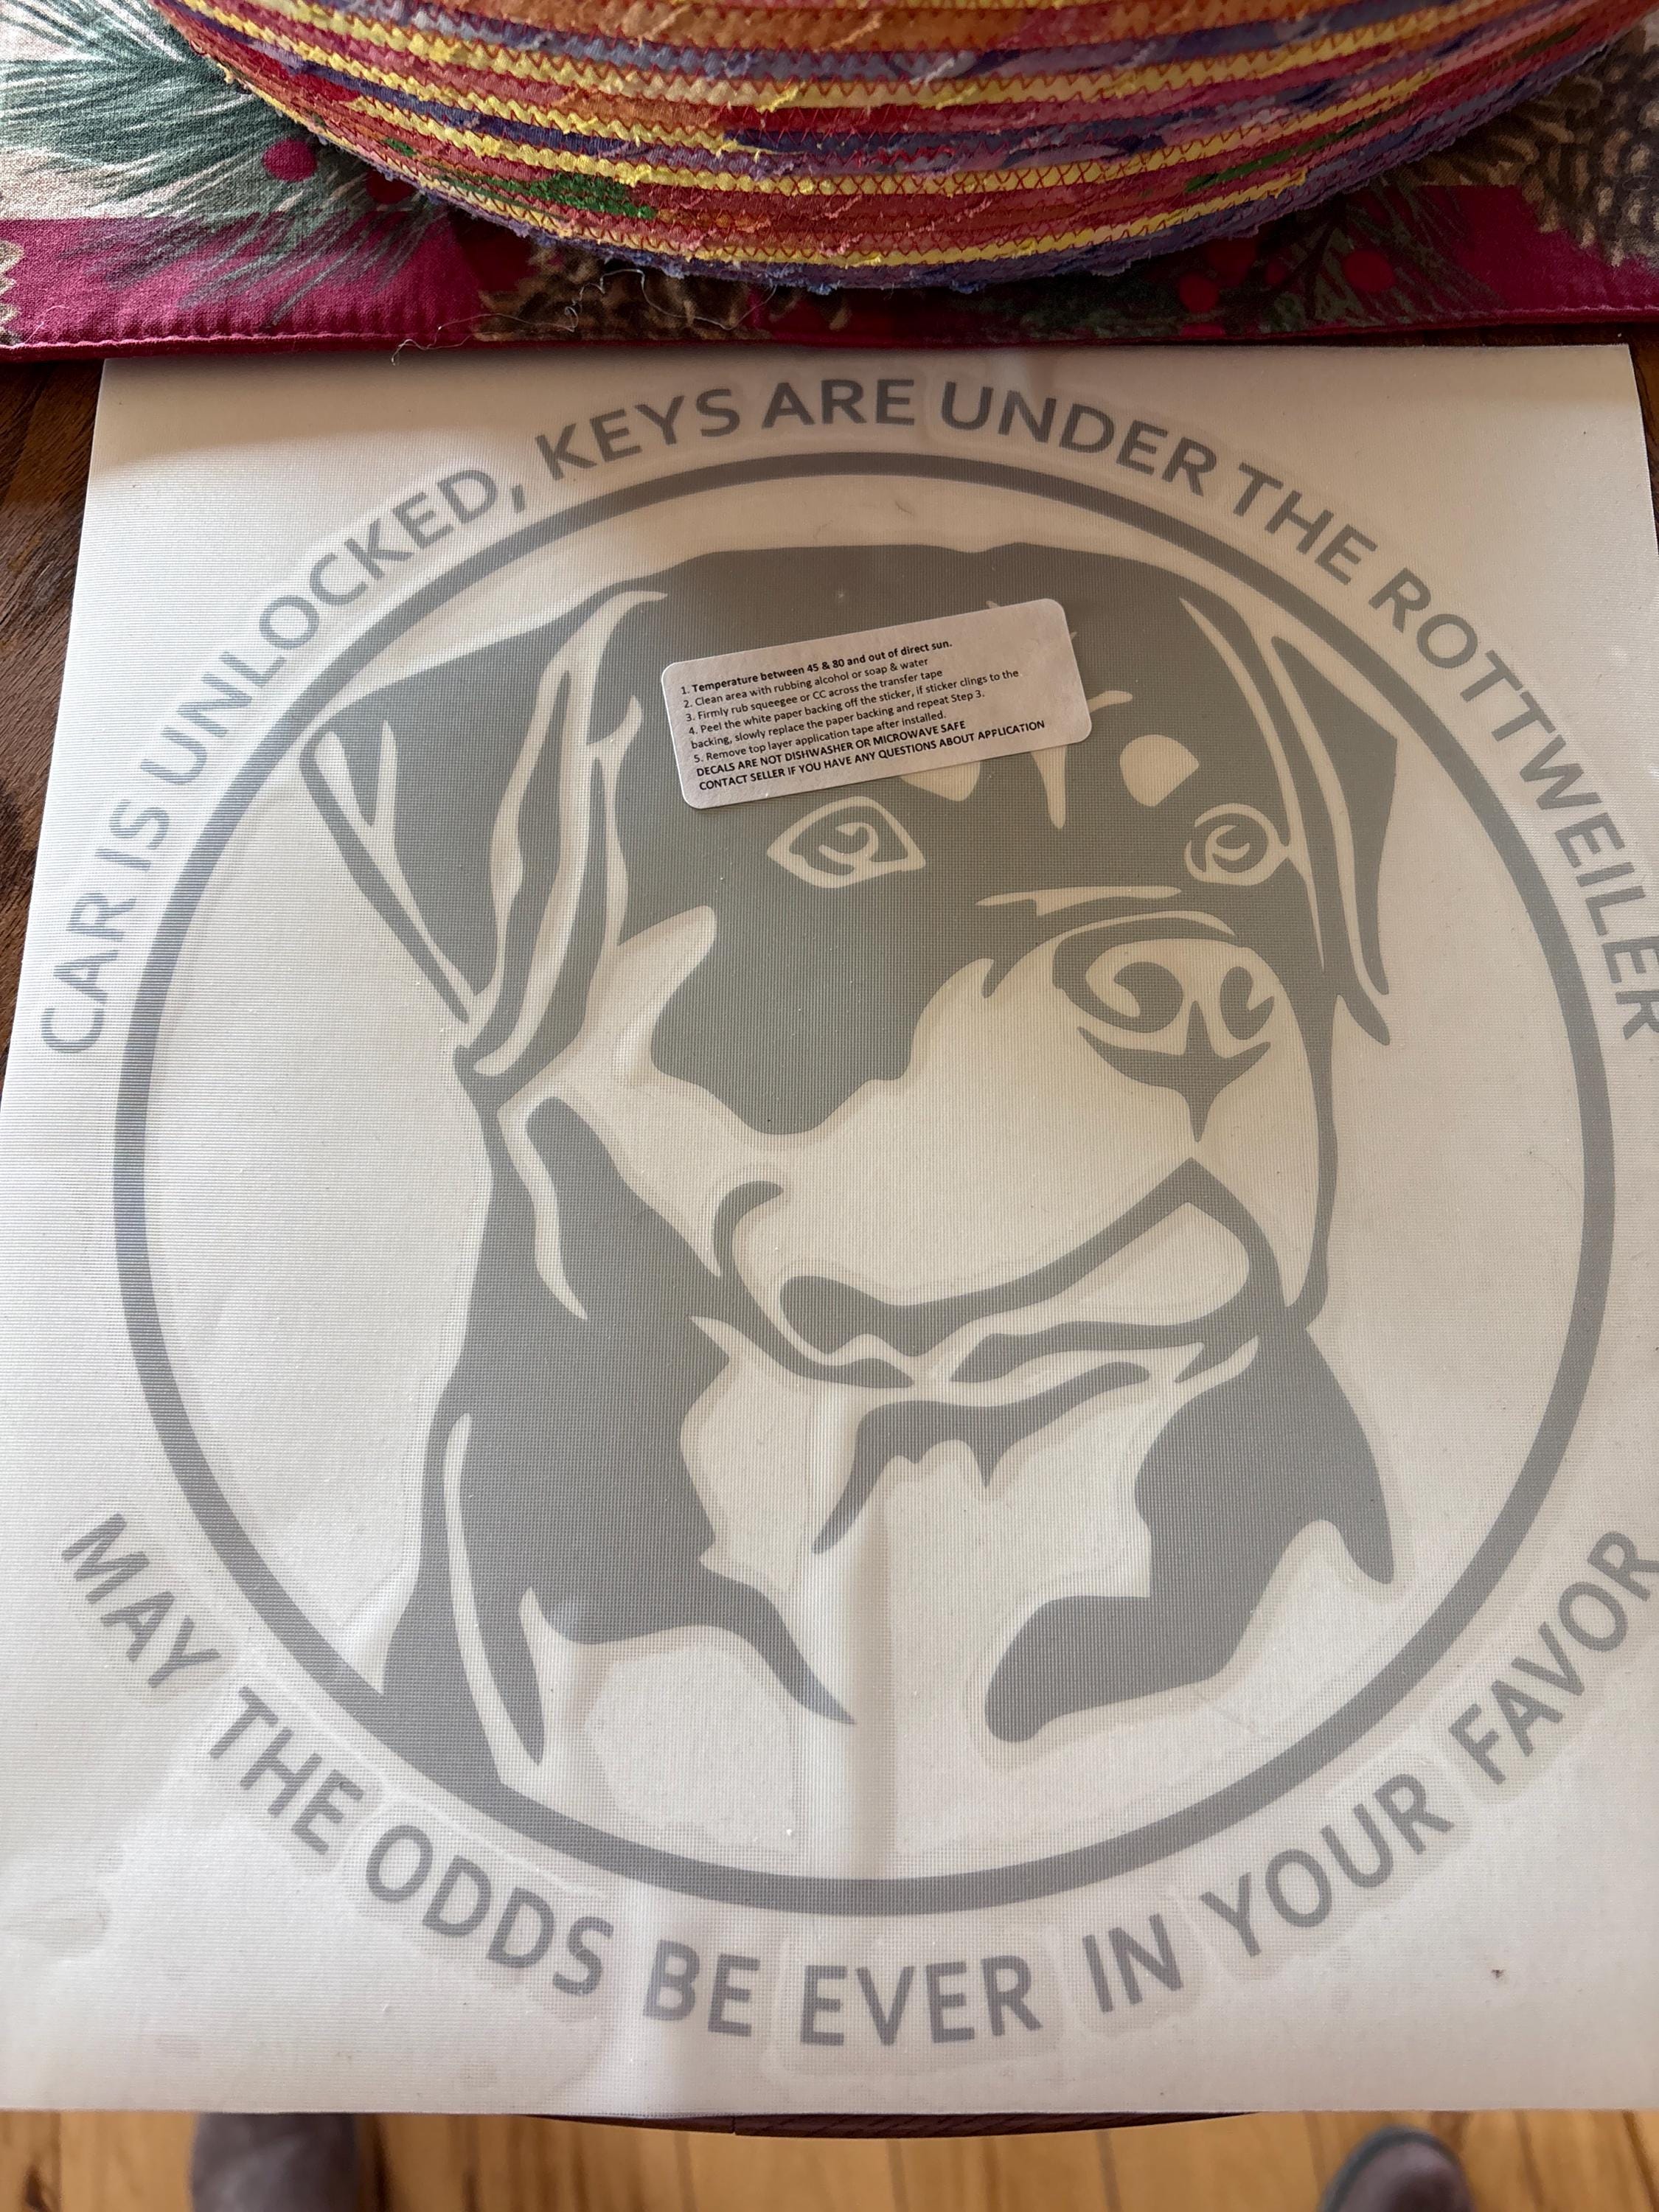 CAR IS UNLOCKED, KEYS ARE UNDER THE ROTTWEILER
1. Temperature between 45 & 80 and out of direct sun.
2. Clean area with rubbing alcohol or soap & water
3. Firmly rub squeegee or CC across the transfer tape
4. Peel the white paper backing off the sticker, if sticker clings to the
backing, slowly replace the paper backing and repeat Step 3.
5. Remove top layer application tape after installed.
DECALS ARE NOT DISHWASHER OR MICROWAVE SAFE
CONTACT SELLER IF YOU HAVE ANY QUESTIONS ABOUT APPLICATION
MAY THE ODDS BE EVER IN YOUR FAVOR